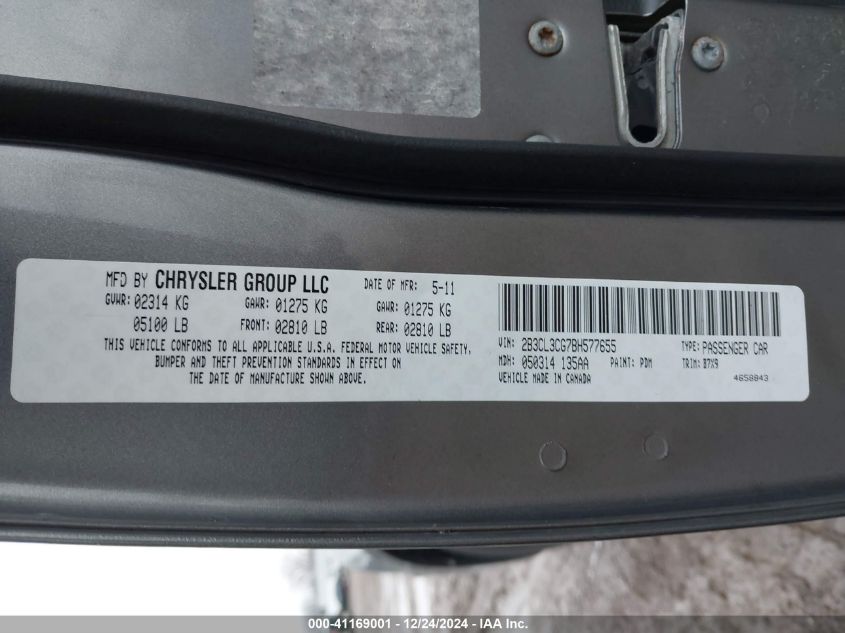 MFD BY CHRYSLER GROUP LLC DATE OF MFR: 5-11
GVWR: 02314 KG GAWR: 01275 KG GAWR: 01275 KG
05100 LB FRONT: 02810 LB REAR: 02810 LB
THIS VEHICLE CONFORMS TO ALL APPLICABLE U.S.A. FEDERAL MOTOR VEHICLE SAFETY,
BUMPER AND THEFT PREVENTION STANDARDS IN EFFECT ON
THE DATE OF MANUFACTURE SHOWN ABOVE.
VIN: 2B3CL3CG7BH577655 TYPE: PASSENGER CAR
MDH: 050314 135AA PAINT: PDM TRIM: B7X9
VEHICLE MADE IN CANADA 4658843
000-41169001 - 12/24/2024 - IAAI Inc.